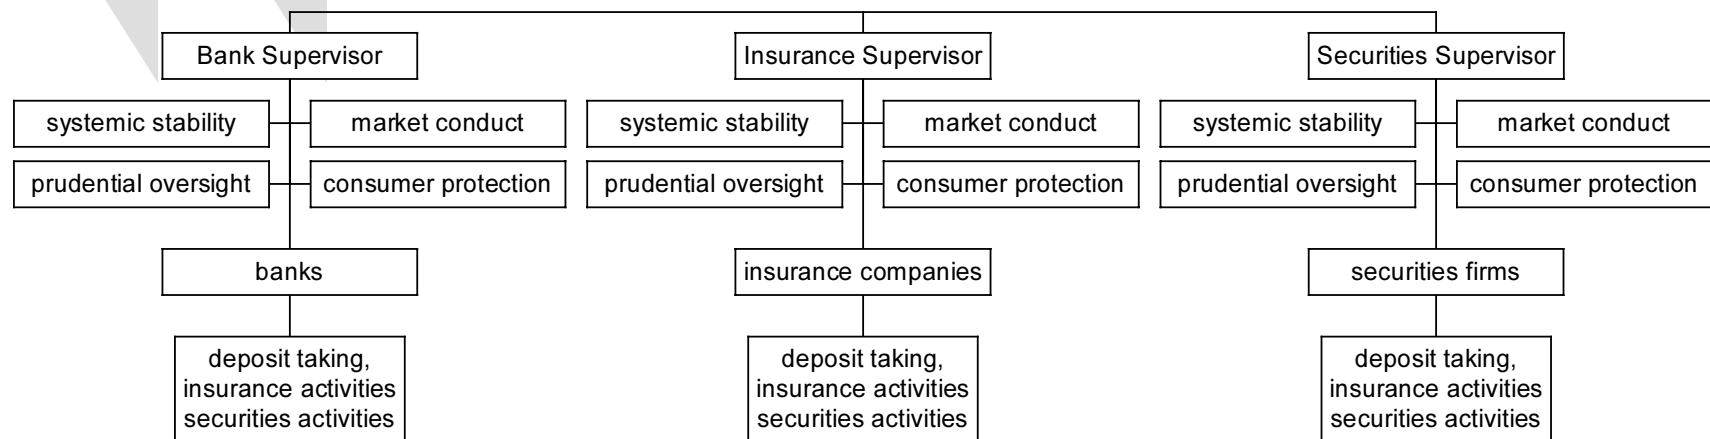 Bank Supervisor
Insurance Supervisor
Securities Supervisor
systemic stability
market conduct
systemic stability
market conduct
systemic stability
market conduct
prudential oversight
consumer protection
prudential oversight
consumer protection
prudential oversight
consumer protection
banks
insurance companies
securities firms
deposit taking,
insurance activities
securities activities
deposit taking,
insurance activities
securities activities
deposit taking,
insurance activities
securities activities